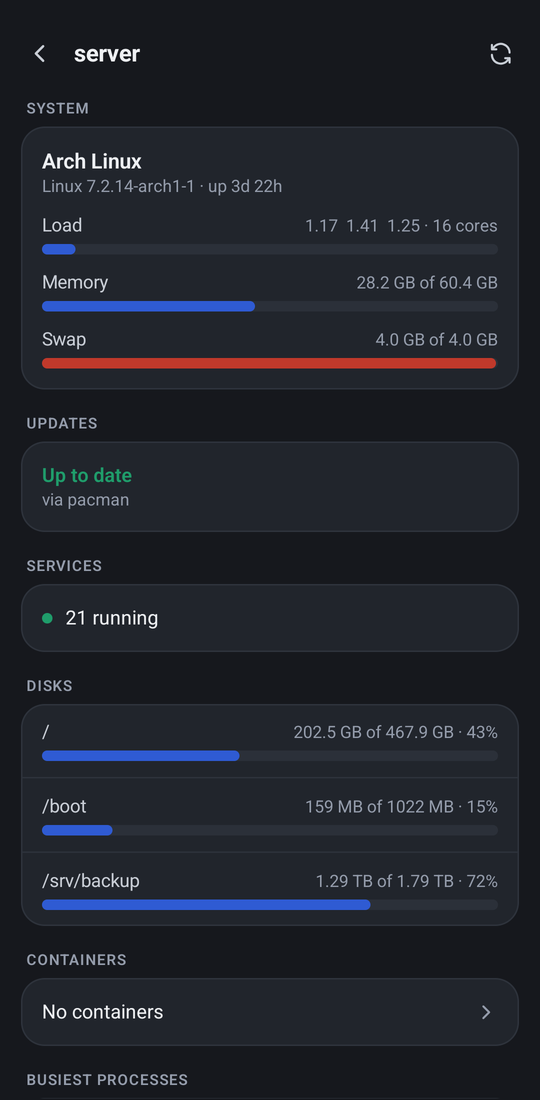 server
SYSTEM
Arch Linux
Linux 7.2.14-arch1-1 · up 3d 22h
Load 1.17 1.41 1.25 · 16 cores
Memory 28.2 GB of 60.4 GB
Swap 4.0 GB of 4.0 GB
UPDATES
Up to date
via pacman
SERVICES
21 running
DISKS
/ 202.5 GB of 467.9 GB · 43%
/boot 159 MB of 1022 MB · 15%
/srv/backup 1.29 TB of 1.79 TB · 72%
CONTAINERS
No containers
BUSIEST PROCESSES